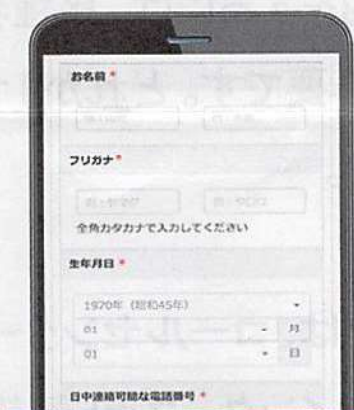 お名前 *
フリガナ *
全角カタカナで入力してください
生年月日 *
1970年 (昭和45年)
01 月
01 日
日中連絡可能な電話番号 *